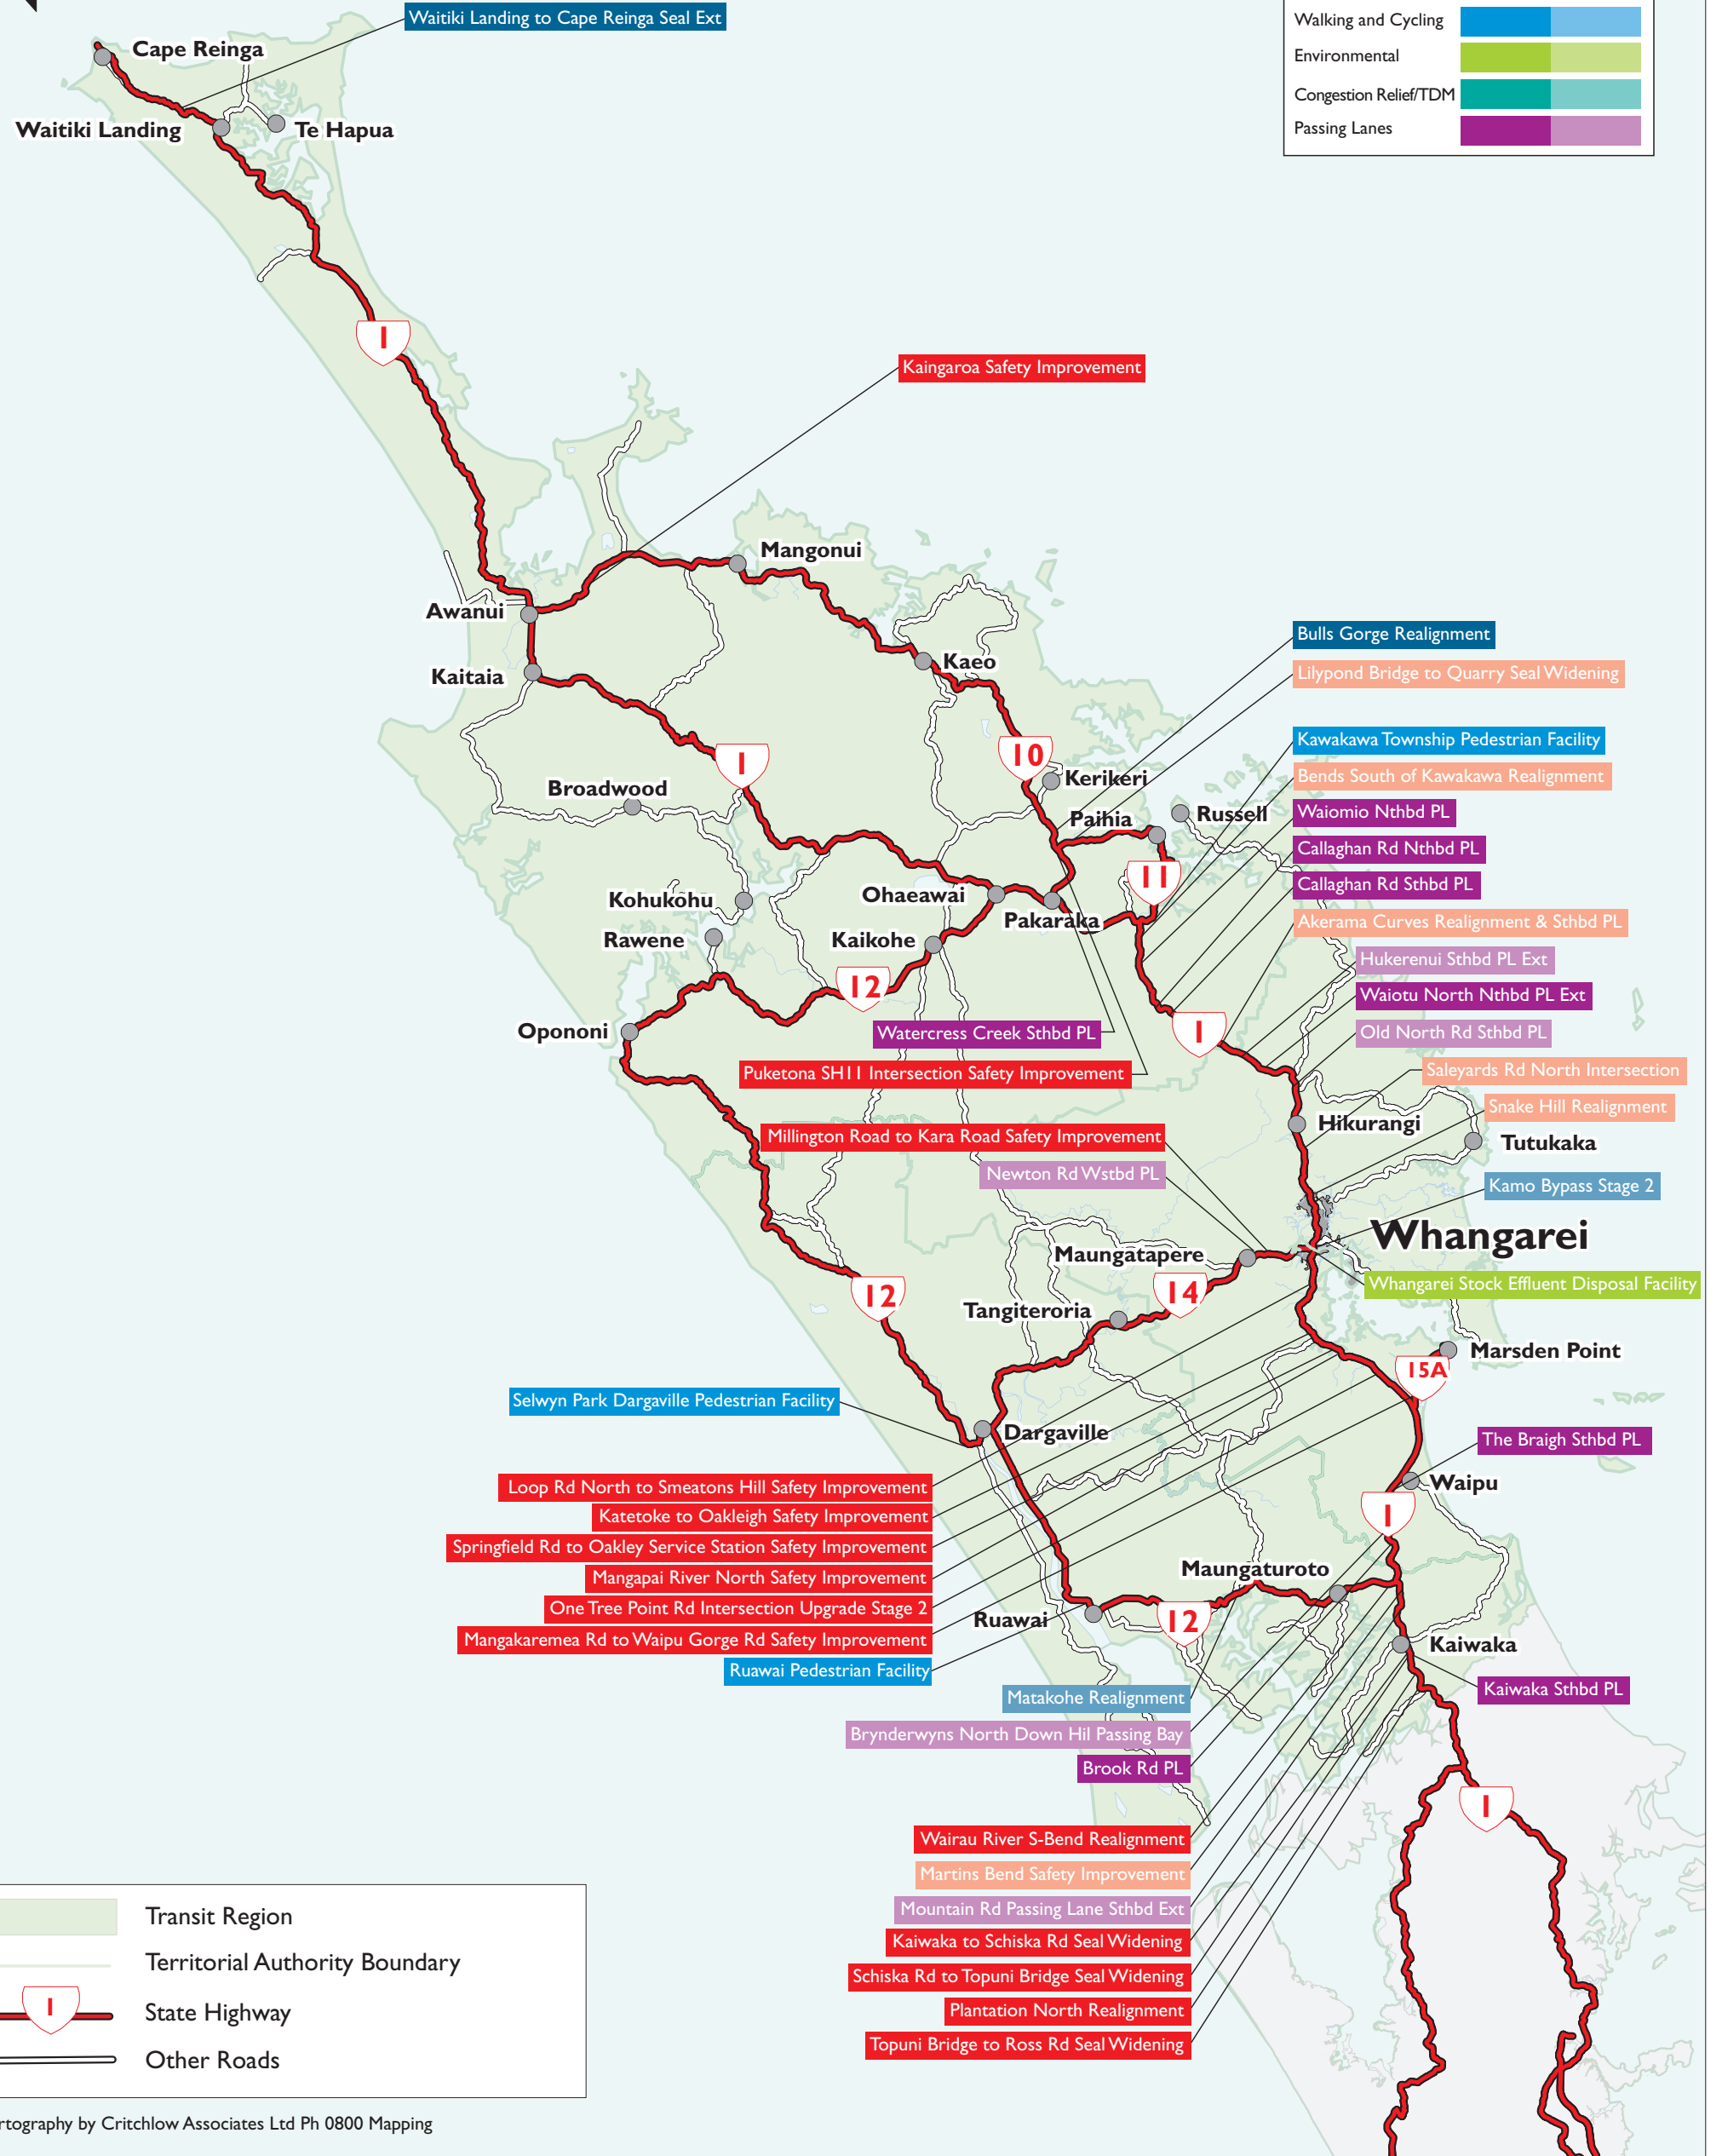 Waitiki Landing to Cape Reinga Seal Ext
Walking and Cycling
Environmental
Congestion Relief/TDM
Passing Lanes
Cape Reinga
Waitiki Landing
Te Hapua
1
Kaingaroa Safety Improvement
Mangonui
Awanui
Kaitaia
Kaeo
Bulls Gorge Realignment
Lilypond Bridge to Quarry Seal Widening
Kawakawa Township Pedestrian Facility
Bends South of Kawakawa Realignment
Waiomio Nthbd PL
Callaghan Rd Nthbd PL
Callaghan Rd Sthbd PL
Akerama Curves Realignment & Sthbd PL
Hukerenui Sthbd PL Ext
Waiotu North Nthbd PL Ext
Old North Rd Sthbd PL
Saleyards Rd North Intersection
Snake Hill Realignment
Kamo Bypass Stage 2
Whangarei Stock Effluent Disposal Facility
1
10
Kerikeri
Broadwood
Paihia
Russell
11
Kohukohu
Ohaeawai
Pakaraka
Rawene
Kaikohe
12
Opononi
1
Watercress Creek Sthbd PL
Puketona SH11 Intersection Safety Improvement
Millington Road to Kara Road Safety Improvement
Newton Rd Wstbd PL
Hikurangi
Tutukaka
Whangarei
Maungatapere
14
12
Tangiteroria
Marsden Point
15A
Selwyn Park Dargaville Pedestrian Facility
Dargaville
The Braigh Sthbd PL
Waipu
1
Loop Rd North to Smeatons Hill Safety Improvement
Katetoke to Oakleigh Safety Improvement
Springfield Rd to Oakley Service Station Safety Improvement
Mangapai River North Safety Improvement
One Tree Point Rd Intersection Upgrade Stage 2
Mangakaremea Rd to Waipu Gorge Rd Safety Improvement
Ruawai Pedestrian Facility
Maungaturoto
Ruawai
12
Kaiwaka
Kaiwaka Sthbd PL
Matakohe Realignment
Brynderwyns North Down Hil Passing Bay
Brook Rd PL
1
Wairau River S-Bend Realignment
Martins Bend Safety Improvement
Mountain Rd Passing Lane Sthbd Ext
Kaiwaka to Schiska Rd Seal Widening
Schiska Rd to Topuni Bridge Seal Widening
Plantation North Realignment
Topuni Bridge to Ross Rd Seal Widening
Transit Region
Territorial Authority Boundary
1
State Highway
Other Roads
rtography by Critchlow Associates Ltd Ph 0800 Mapping